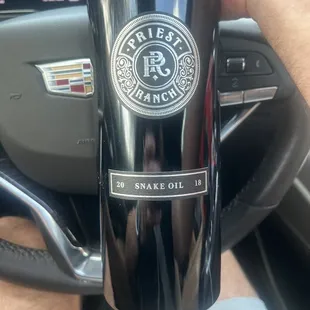 PRIEST
PR
RANCH
20 SNAKE OIL 18